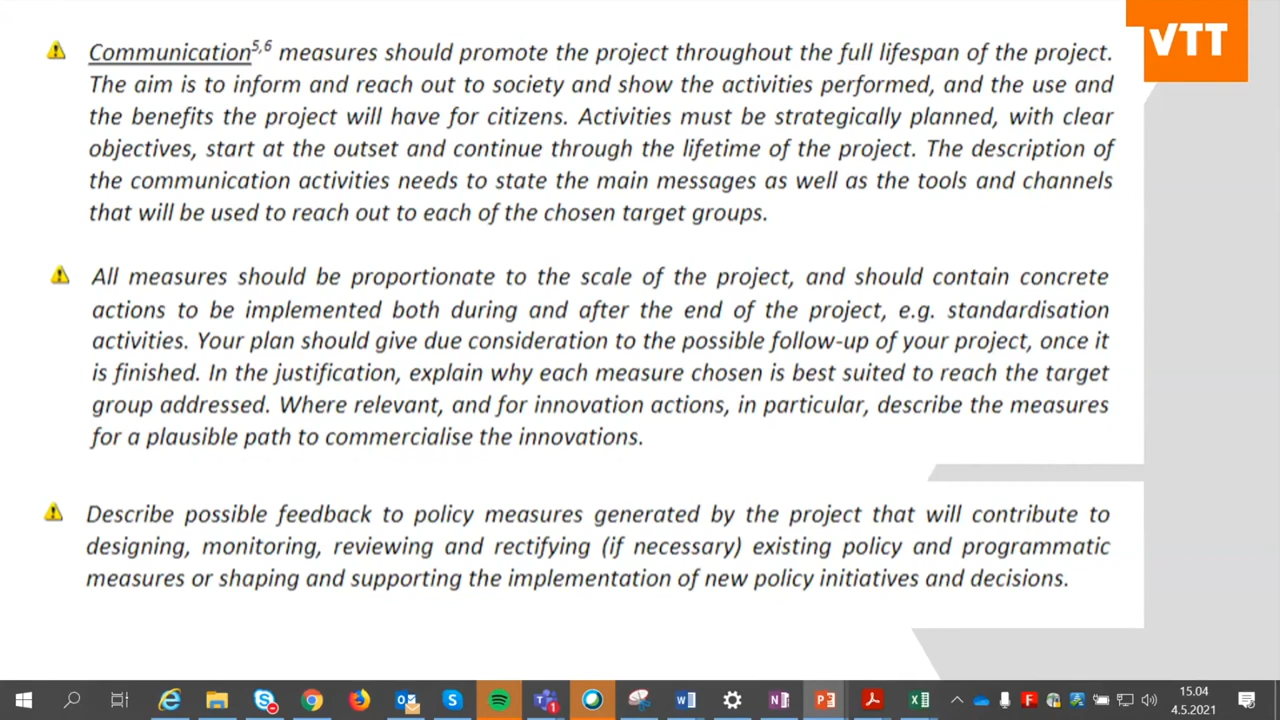 VTT
Communication5,6 measures should promote the project throughout the full lifespan of the project.
The aim is to inform and reach out to society and show the activities performed, and the use and
the benefits the project will have for citizens. Activities must be strategically planned, with clear
objectives, start at the outset and continue through the lifetime of the project. The description of
the communication activities needs to state the main messages as well as the tools and channels
that will be used to reach out to each of the chosen target groups.
All measures should be proportionate to the scale of the project, and should contain concrete
actions to be implemented both during and after the end of the project, e.g. standardisation
activities. Your plan should give due consideration to the possible follow-up of your project, once it
is finished. In the justification, explain why each measure chosen is best suited to reach the target
group addressed. Where relevant, and for innovation actions, in particular, describe the measures
for a plausible path to commercialise the innovations.
Describe possible feedback to policy measures generated by the project that will contribute to
designing, monitoring, reviewing and rectifying (if necessary) existing policy and programmatic
measures or shaping and supporting the implementation of new policy initiatives and decisions.
15.04
4.5.2021